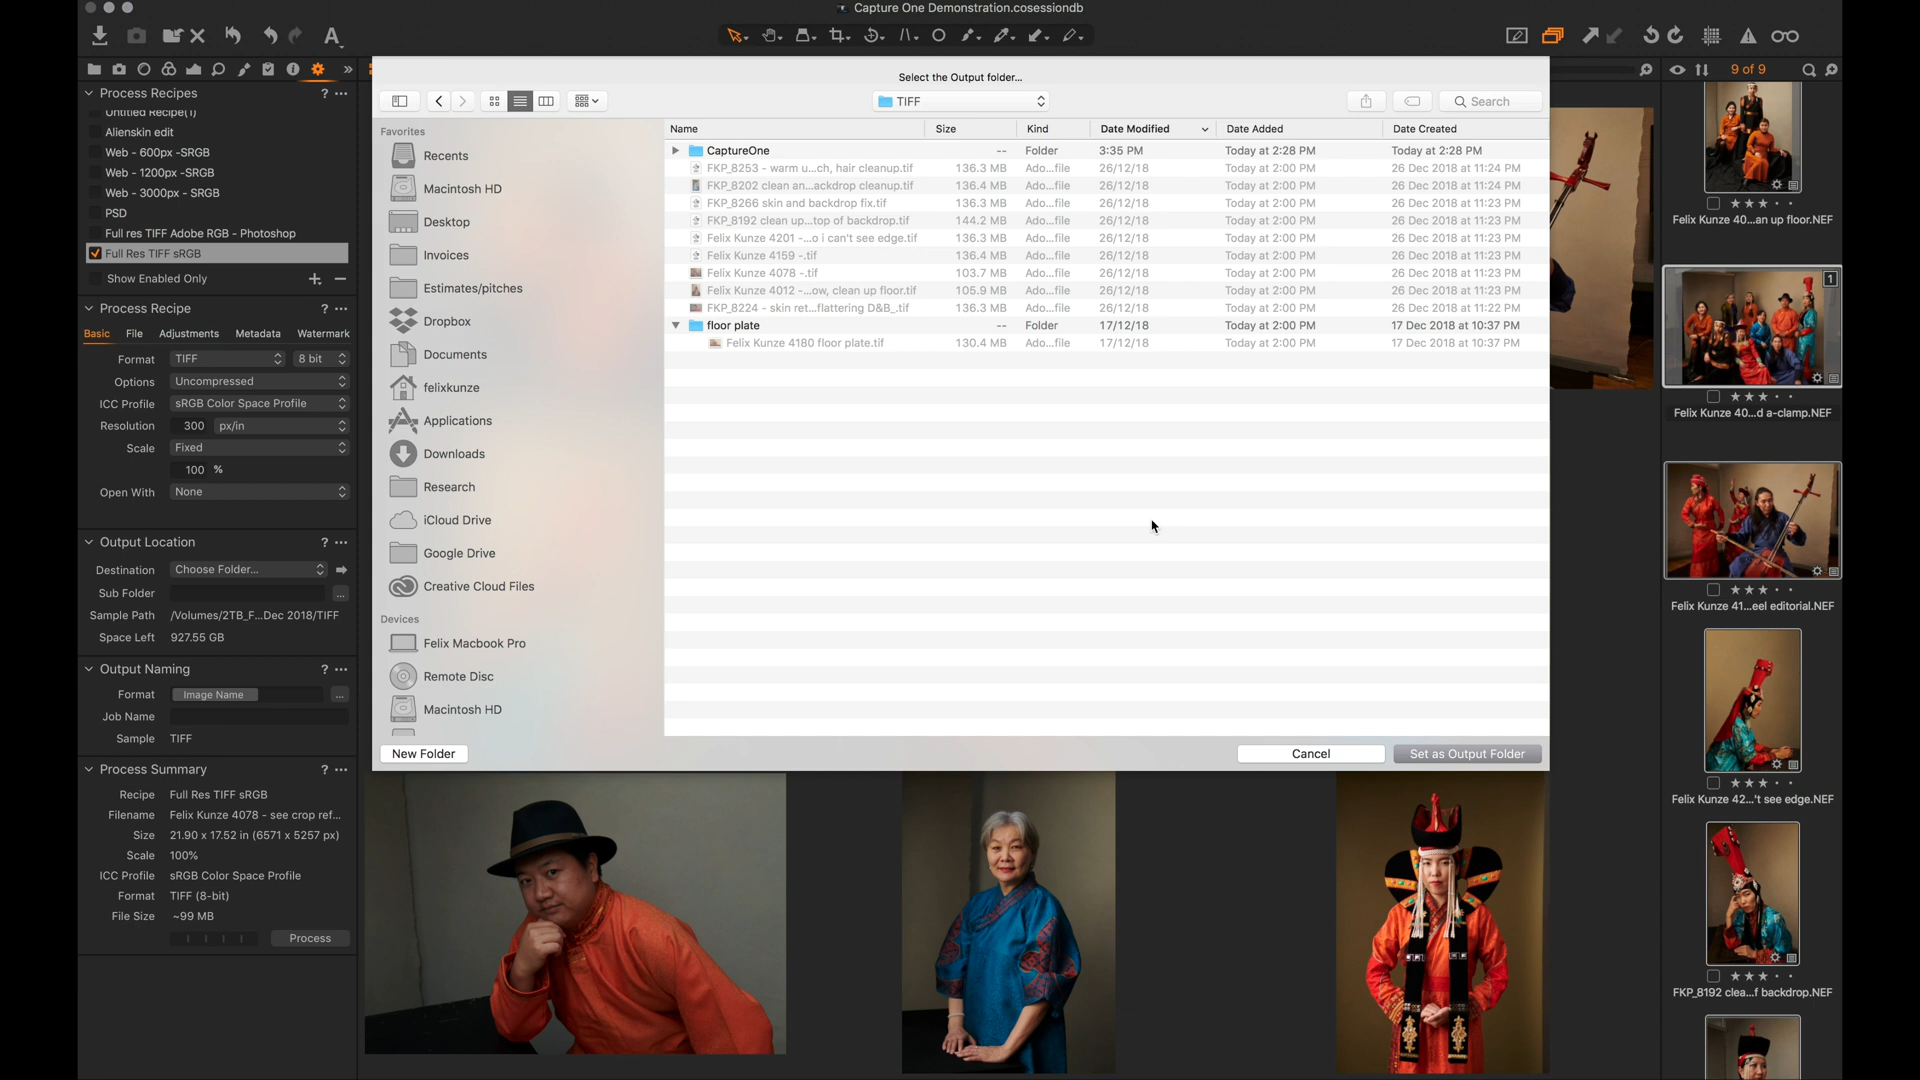 Capture One Demonstration.cosessiondb
9 of 9
Process Recipes
? ...
Untitled Recipe(1)
Alienskin edit
Web - 600px -SRGB
Web - 1200px -SRGB
Web - 3000px - SRGB
PSD
Full res TIFF Adobe RGB - Photoshop
Full Res TIFF sRGB
Show Enabled Only
Process Recipe
? ...
Basic File Adjustments Metadata Watermark
Format TIFF 8 bit
Options Uncompressed
ICC Profile sRGB Color Space Profile
Resolution 300 px/in
Scale Fixed
100 %
Open With None
Output Location
? ...
Destination Choose Folder...
Sub Folder ...
Sample Path /Volumes/2TB_F...Dec 2018/TIFF
Space Left 927.55 GB
Output Naming
? ...
Format Image Name ...
Job Name
Sample TIFF
Process Summary
? ...
Recipe Full Res TIFF sRGB
Filename Felix Kunze 4078 - see crop ref...
Size 21.90 x 17.52 in (6571 x 5257 px)
Scale 100%
ICC Profile sRGB Color Space Profile
Format TIFF (8-bit)
File Size ~99 MB
Process
Select the Output folder...
TIFF
Search
Favorites
Recents
Macintosh HD
Desktop
Invoices
Estimates/pitches
Dropbox
Documents
felixkunze
Applications
Downloads
Research
iCloud Drive
Google Drive
Creative Cloud Files
Devices
Felix Macbook Pro
Remote Disc
Macintosh HD
Name Size Kind Date Modified Date Added Date Created
CaptureOne -- Folder 3:35 PM Today at 2:28 PM Today at 2:28 PM
FKP_8253 - warm u...ch, hair cleanup.tif 136.3 MB Ado...file 26/12/18 Today at 2:00 PM 26 Dec 2018 at 11:24 PM
FKP_8202 clean an...ackdrop cleanup.tif 136.4 MB Ado...file 26/12/18 Today at 2:00 PM 26 Dec 2018 at 11:24 PM
FKP_8266 skin and backdrop fix.tif 136.3 MB Ado...file 26/12/18 Today at 2:00 PM 26 Dec 2018 at 11:23 PM
FKP_8192 clean up...top of backdrop.tif 144.2 MB Ado...file 26/12/18 Today at 2:00 PM 26 Dec 2018 at 11:23 PM
Felix Kunze 4201 -...o i can't see edge.tif 136.3 MB Ado...file 26/12/18 Today at 2:00 PM 26 Dec 2018 at 11:23 PM
Felix Kunze 4159 -.tif 136.4 MB Ado...file 26/12/18 Today at 2:00 PM 26 Dec 2018 at 11:23 PM
Felix Kunze 4078 -.tif 103.7 MB Ado...file 26/12/18 Today at 2:00 PM 26 Dec 2018 at 11:23 PM
Felix Kunze 4012 -...ow, clean up floor.tif 105.9 MB Ado...file 26/12/18 Today at 2:00 PM 26 Dec 2018 at 11:23 PM
FKP_8224 - skin ret...flattering D&B_.tif 136.3 MB Ado...file 26/12/18 Today at 2:00 PM 26 Dec 2018 at 11:22 PM
floor plate -- Folder 17/12/18 Today at 2:00 PM 17 Dec 2018 at 10:37 PM
Felix Kunze 4180 floor plate.tif 130.4 MB Ado...file 17/12/18 Today at 2:00 PM 17 Dec 2018 at 10:37 PM
New Folder
Cancel
Set as Output Folder
Felix Kunze 40...an up floor.NEF
1
Felix Kunze 40...d a-clamp.NEF
Felix Kunze 41...eel editorial.NEF
Felix Kunze 42...'t see edge.NEF
FKP_8192 clea...f backdrop.NEF